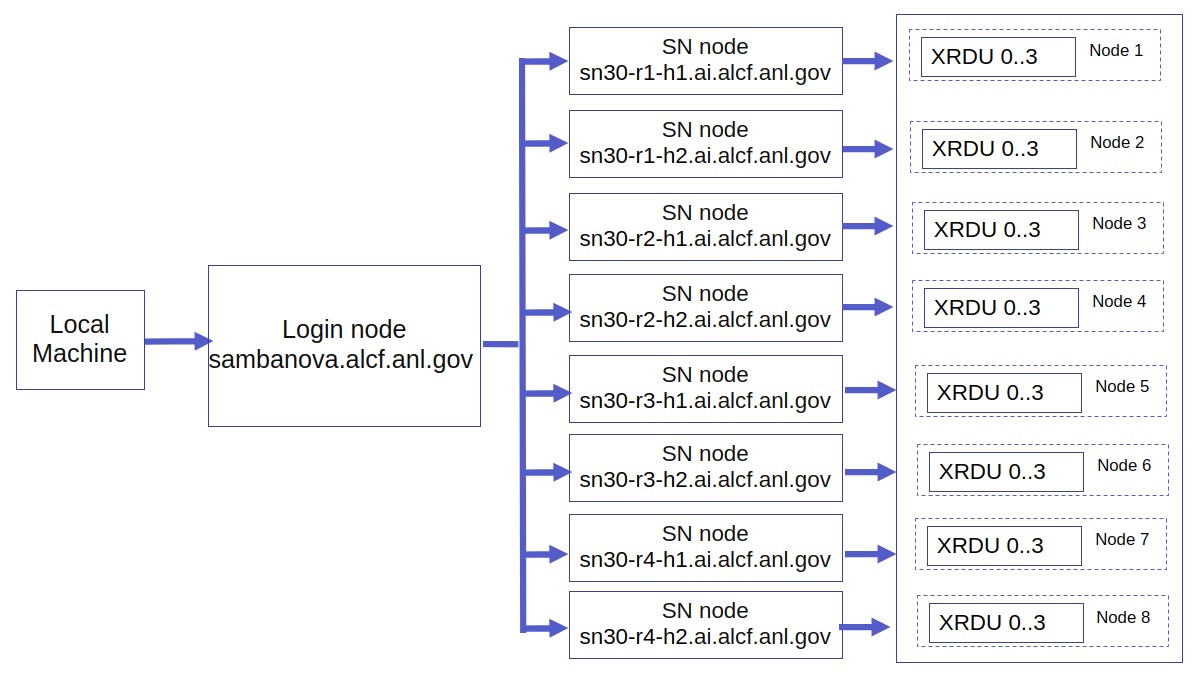 Local
Machine
Login node
sambanova.alcf.anl.gov
SN node
sn30-r1-h1.ai.alcf.anl.gov
XRDU 0..3
Node 1
SN node
sn30-r1-h2.ai.alcf.anl.gov
XRDU 0..3
Node 2
SN node
sn30-r2-h1.ai.alcf.anl.gov
XRDU 0..3
Node 3
SN node
sn30-r2-h2.ai.alcf.anl.gov
XRDU 0..3
Node 4
SN node
sn30-r3-h1.ai.alcf.anl.gov
XRDU 0..3
Node 5
SN node
sn30-r3-h2.ai.alcf.anl.gov
XRDU 0..3
Node 6
SN node
sn30-r4-h1.ai.alcf.anl.gov
XRDU 0..3
Node 7
SN node
sn30-r4-h2.ai.alcf.anl.gov
XRDU 0..3
Node 8